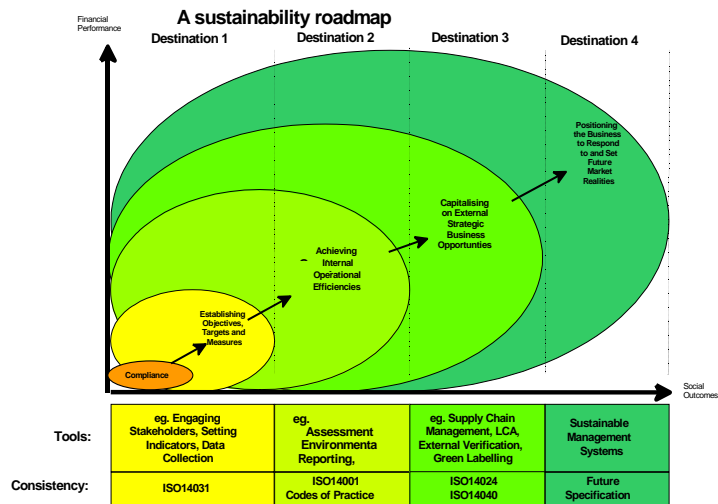 A sustainability roadmap
Financial
Performance
Destination 1
Destination 2
Destination 3
Destination 4
Positioning
the Business
to Respond
to and Set
Future
Market
Realities
Capitalising
on External
Strategic
Business
Opportunties
Achieving
Internal
Operational
Efficiencies
Establishing
Objectives,
Targets and
Measures
Compliance
Social
Outcomes
Tools:
eg. Engaging
Stakeholders, Setting
Indicators, Data
Collection
eg.
Assessment
Environmenta
Reporting,
eg. Supply Chain
Management, LCA,
External Verification,
Green Labelling
Sustainable
Management
Systems
Consistency:
ISO14031
ISO14001
Codes of Practice
ISO14024
ISO14040
Future
Specification